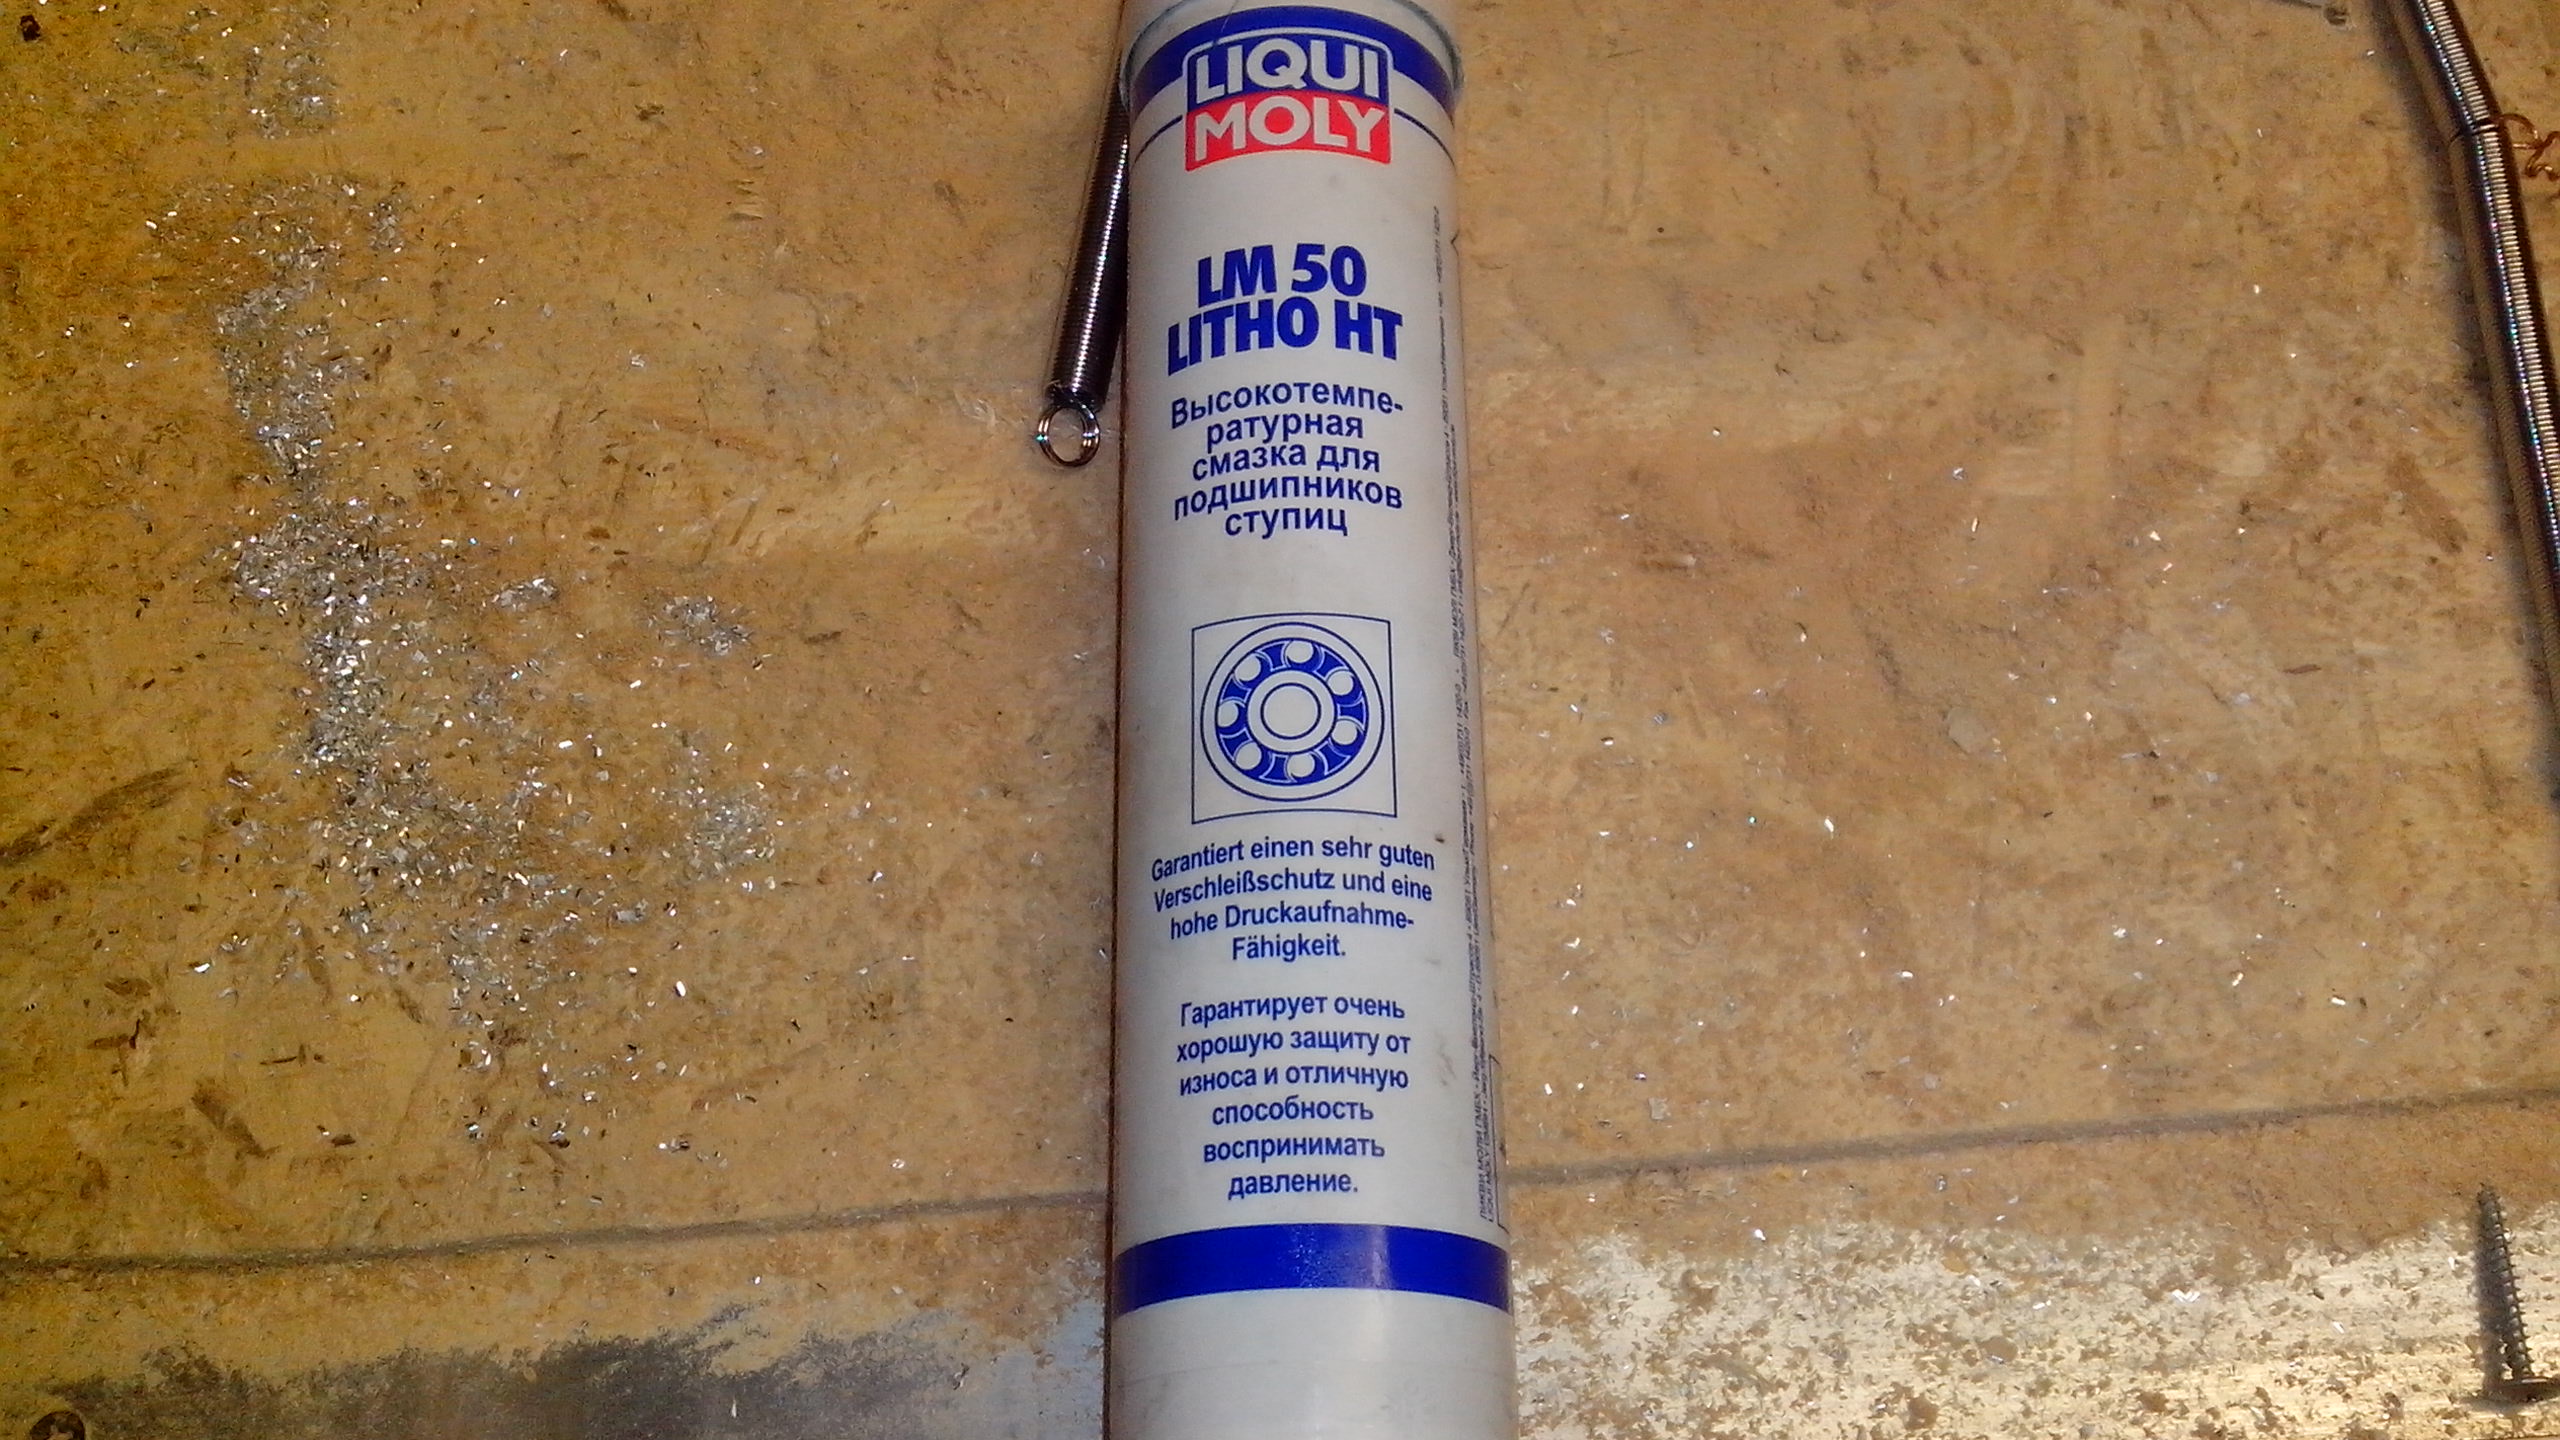 LIQUI
MOLY
LM 50
LITHO HT
Высокотемпе-
ратурная
смазка для
подшипников
ступиц
Garantiert einen sehr guten
Verschleißschutz und eine
hohe Druckaufnahme-
Fähigkeit.
Гарантирует очень
хорошую защиту от
износа и отличную
способность
воспринимать
давление.